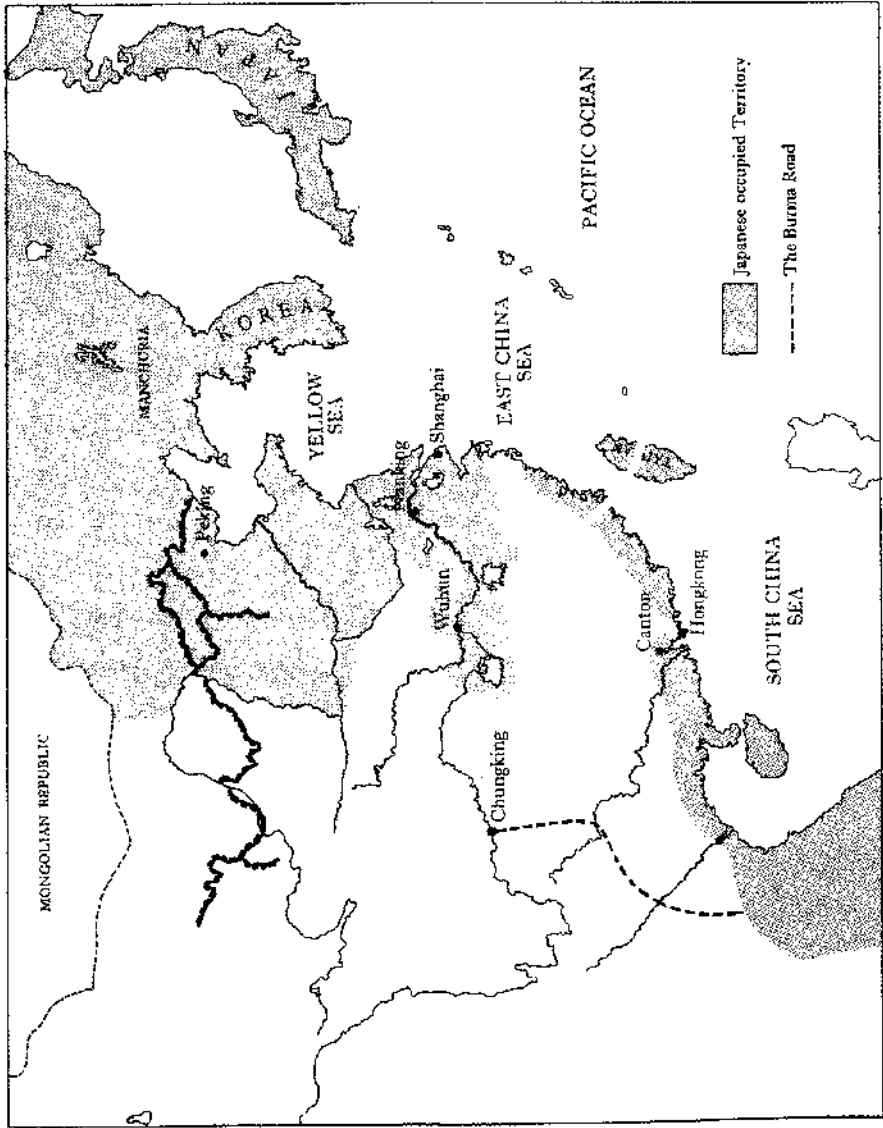 MONGOLIAN REPUBLIC
MANCHURIA
JAPAN
KOREA
Peking
YELLOW
SEA
Nanking
Shanghai
Wuhun
Chungking
EAST CHINA
SEA
PACIFIC OCEAN
Canton
Hongkong
SOUTH CHINA
SEA
Japanese occupied Territory
The Burma Road